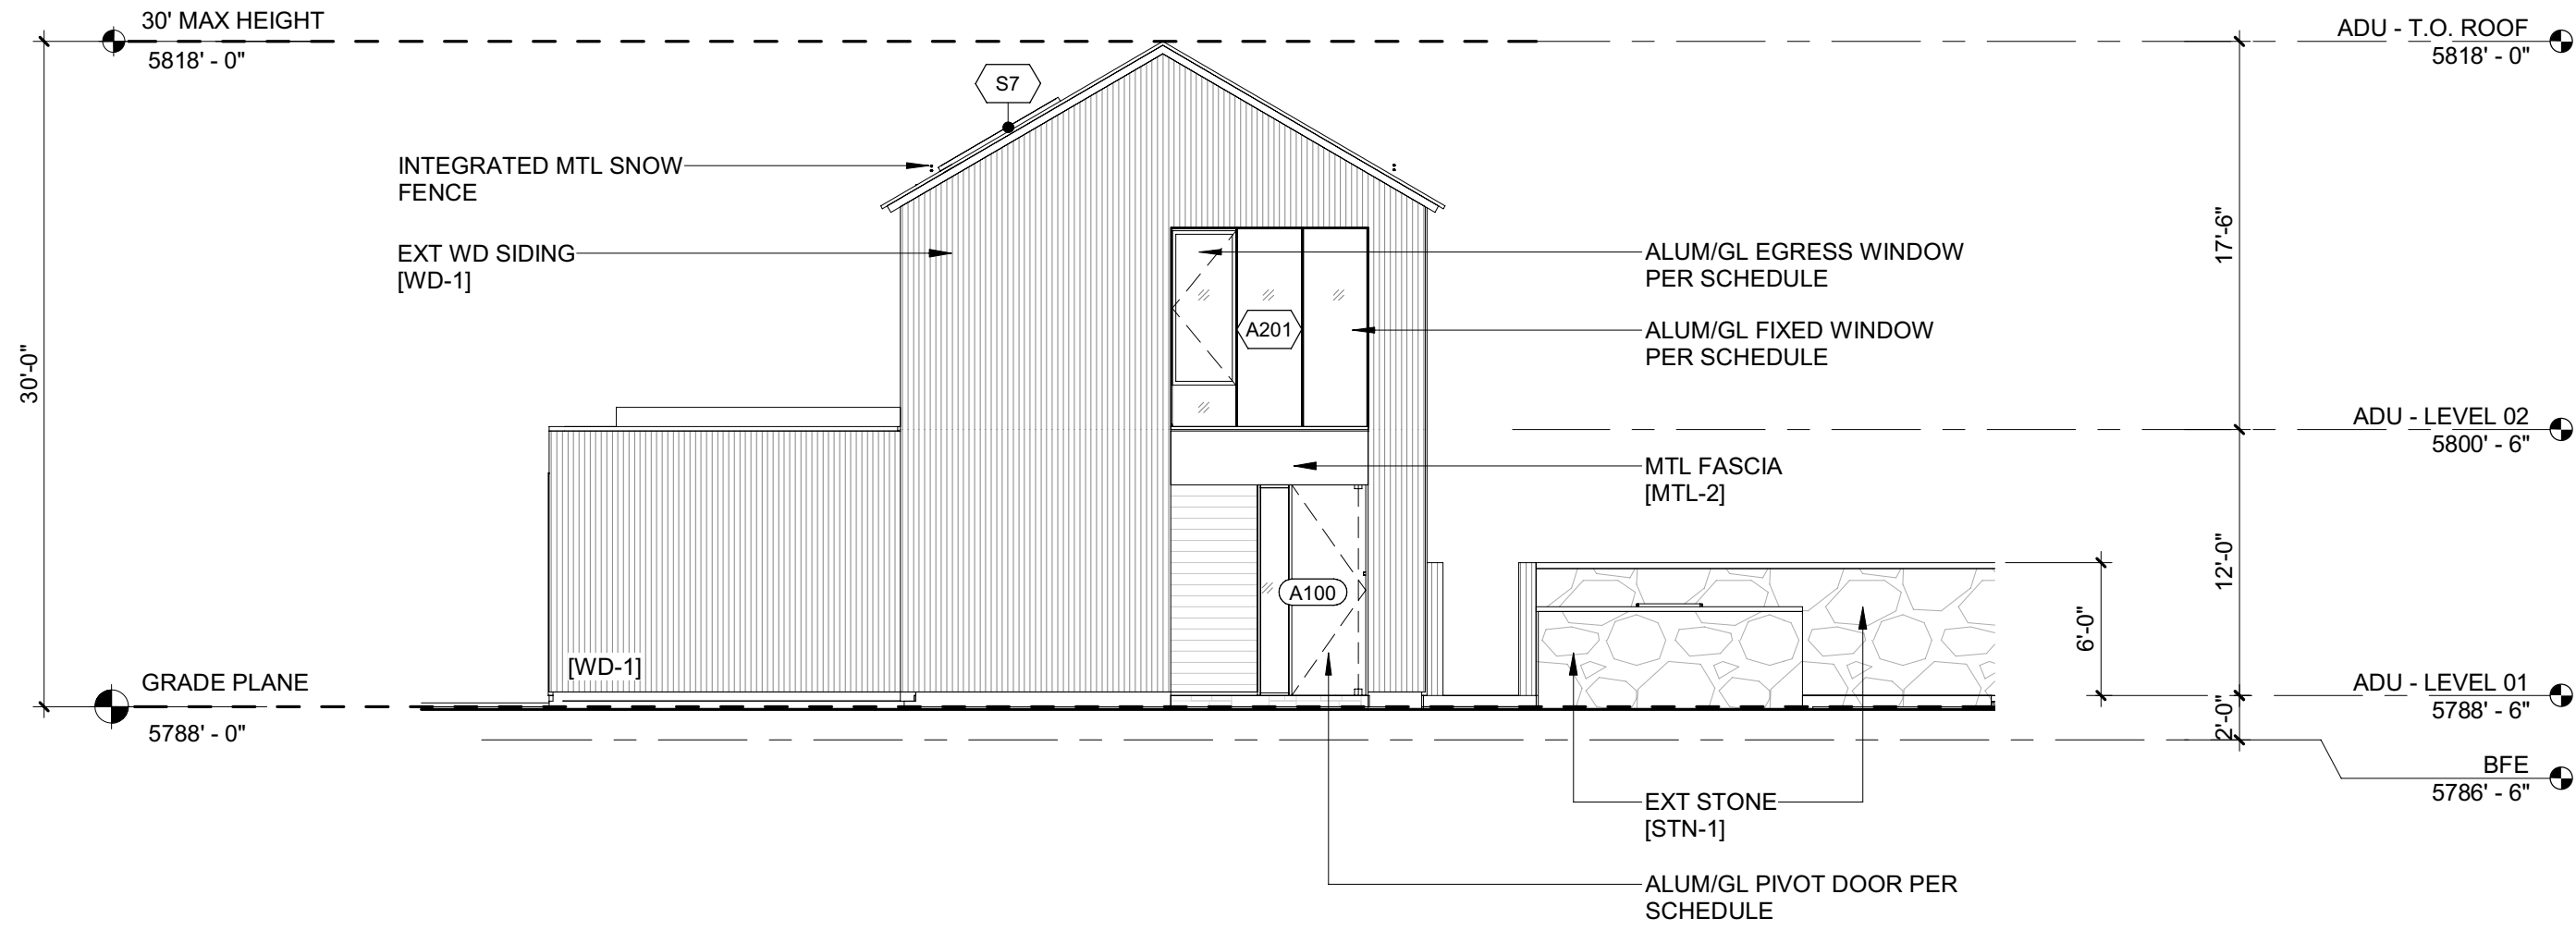 30' MAX HEIGHT
5818' - 0"
ADU - T.O. ROOF
5818' - 0"
S7
INTEGRATED MTL SNOW
FENCE
EXT WD SIDING
[WD-1]
ALUM/GL EGRESS WINDOW
PER SCHEDULE
A201
ALUM/GL FIXED WINDOW
PER SCHEDULE
17'-6"
30'-0"
ADU - LEVEL 02
5800' - 6"
MTL FASCIA
[MTL-2]
A100
12'-0"
6'-0"
[WD-1]
GRADE PLANE
5788' - 0"
ADU - LEVEL 01
5788' - 6"
2'-0"
BFE
5786' - 6"
EXT STONE
[STN-1]
ALUM/GL PIVOT DOOR PER
SCHEDULE